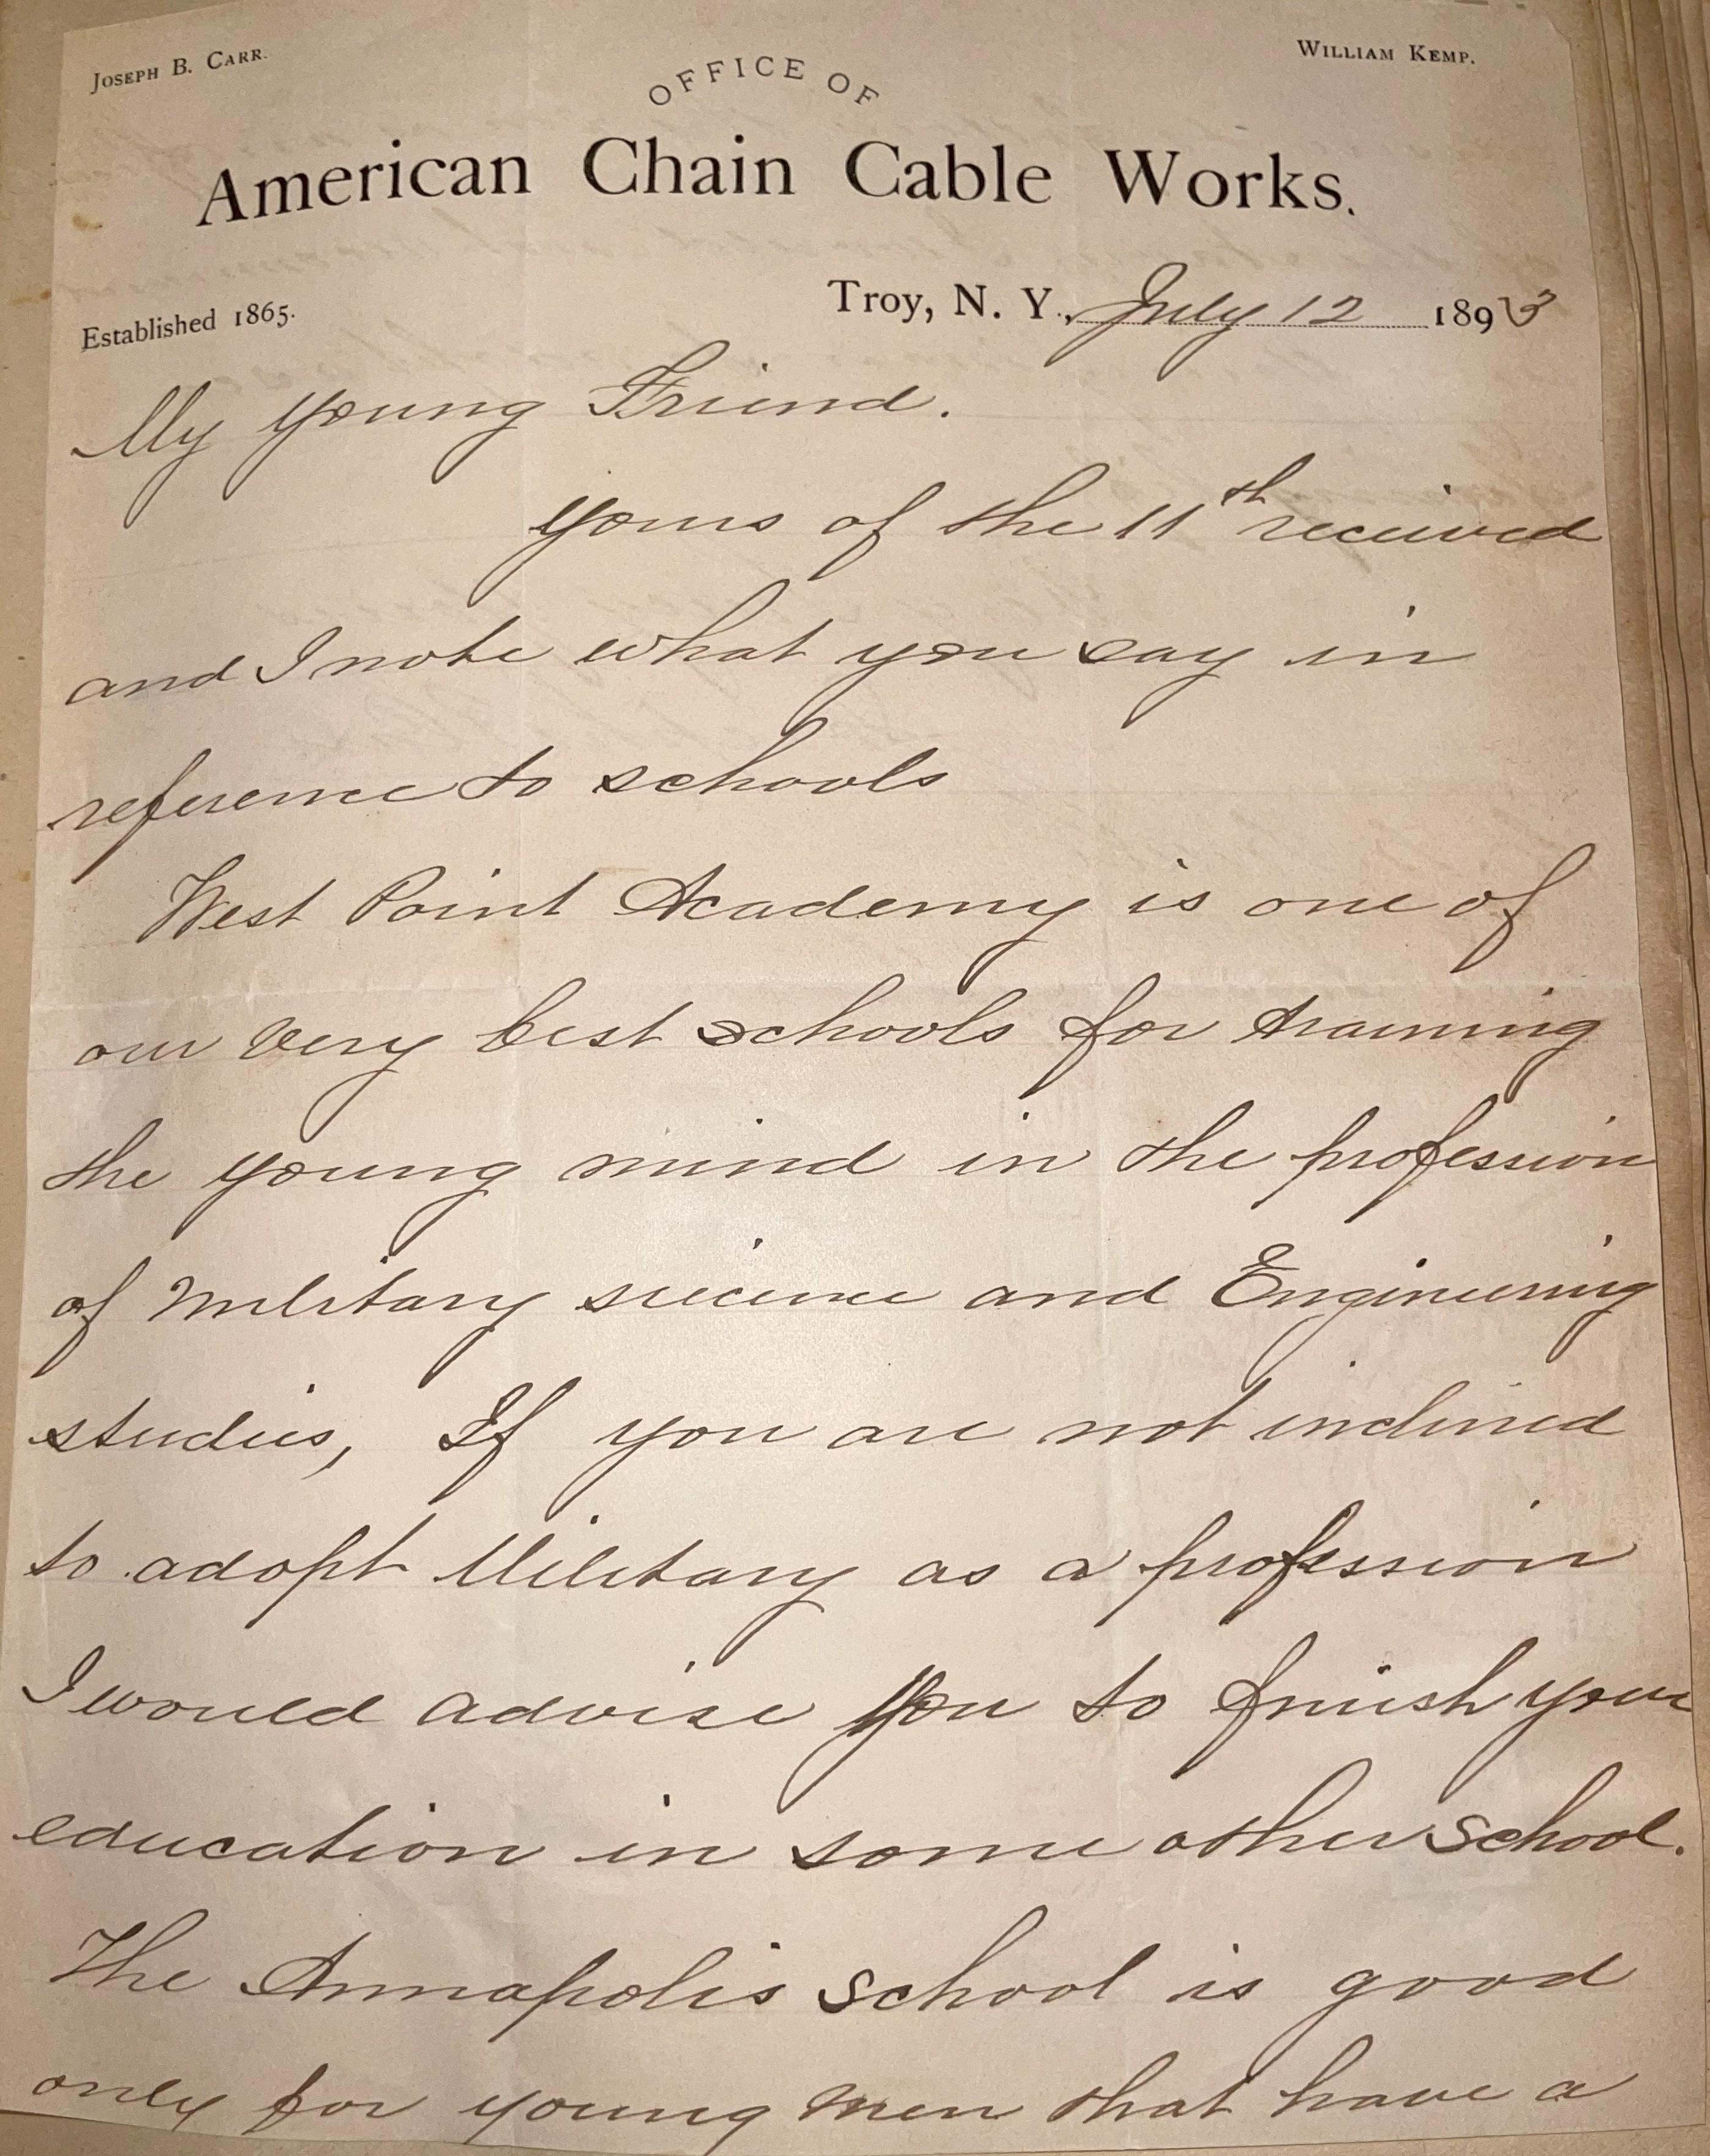 Joseph B. Carr.
William Kemp.
OFFICE OF
American Chain Cable Works.
Established 1865.
Troy, N. Y., July 12 1893
My young Friend.
yours of the 11th received
and I note what you say in
reference to schools
West Point Academy is one of
our very best schools for training
the young mind in the profession
of Military science and Engineering
studies, If you are not inclined
to adopt Military as a profession
I would advise you to finish your
education in some other school.
The Annapolis school is good
only for young men that have a